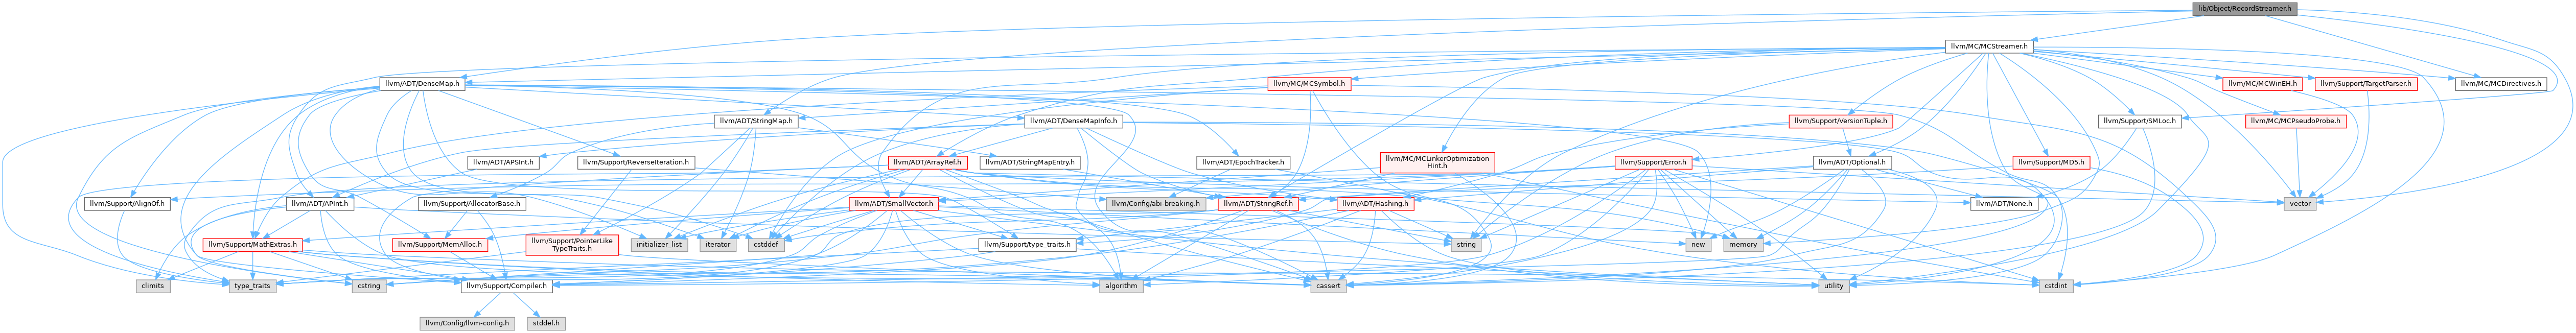 lib/Object/RecordStreamer.h
llvm/MC/MCStreamer.h
llvm/ADT/DenseMap.h
llvm/MC/MCSymbol.h
llvm/MC/MCWinEH.h
llvm/Support/TargetParser.h
llvm/MC/MCDirectives.h
llvm/ADT/StringMap.h
llvm/ADT/DenseMapInfo.h
llvm/Support/VersionTuple.h
llvm/Support/SMLoc.h
llvm/MC/MCPseudoProbe.h
llvm/ADT/APSInt.h
llvm/Support/ReverseIteration.h
llvm/ADT/ArrayRef.h
llvm/ADT/StringMapEntry.h
llvm/ADT/EpochTracker.h
llvm/MC/MCLinkerOptimization
Hint.h
llvm/Support/Error.h
llvm/ADT/Optional.h
llvm/Support/MD5.h
llvm/Support/AlignOf.h
llvm/ADT/APInt.h
llvm/Support/AllocatorBase.h
llvm/ADT/SmallVector.h
llvm/Config/abi-breaking.h
llvm/ADT/StringRef.h
llvm/ADT/Hashing.h
llvm/ADT/None.h
vector
llvm/Support/MathExtras.h
llvm/Support/MemAlloc.h
llvm/Support/PointerLike
TypeTraits.h
initializer_list
iterator
cstddef
llvm/Support/type_traits.h
string
new
memory
climits
type_traits
cstring
llvm/Support/Compiler.h
algorithm
cassert
utility
cstdint
llvm/Config/llvm-config.h
stddef.h